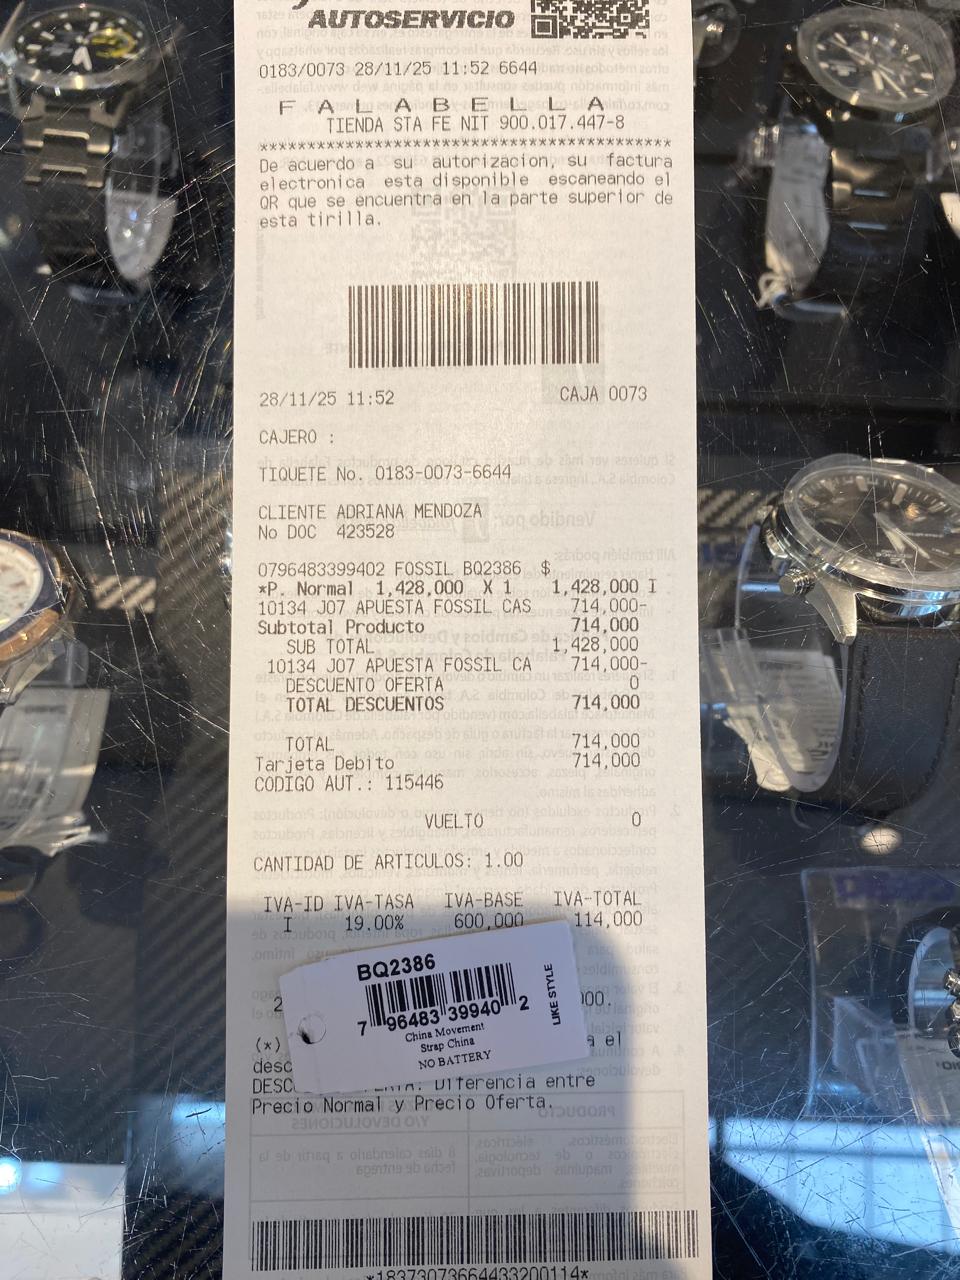 AUTOSERVICIO
0183/0073 28/11/25 11:52 6644
FALABELLA
TIENDA STA FE NIT 900.017.447-8
********************************************
De acuerdo a su autorizacion, su factura
electronica esta disponible escaneando el
QR que se encuentra en la parte superior de
esta tirilla.
28/11/25 11:52 CAJA 0073
CAJERO :
TIQUETE No. 0183-0073-6644
CLIENTE ADRIANA MENDOZA
No DOC 423528
0796483399402 FOSSIL BQ2386 $
*P. Normal 1,428,000 X 1 1,428,000 I
10134 J07 APUESTA FOSSIL CAS 714,000-
Subtotal Producto 714,000
SUB TOTAL 1,428,000
10134 J07 APUESTA FOSSIL CA 714,000-
DESCUENTO OFERTA 0
TOTAL DESCUENTOS 714,000
TOTAL 714,000
Tarjeta Debito 714,000
CODIGO AUT.: 115446
VUELTO 0
CANTIDAD DE ARTICULOS: 1.00
IVA-ID IVA-TASA IVA-BASE IVA-TOTAL
I 19.00% 600,000 114,000
BQ2386
7 96483 39940 2
LIKE STYLE
China Movement
Strap China
NO BATTERY
2 000.
(*) a el
desc
DESC Diferencia entre
Precio Normal y Precio Oferta.
*18373073664433200114*